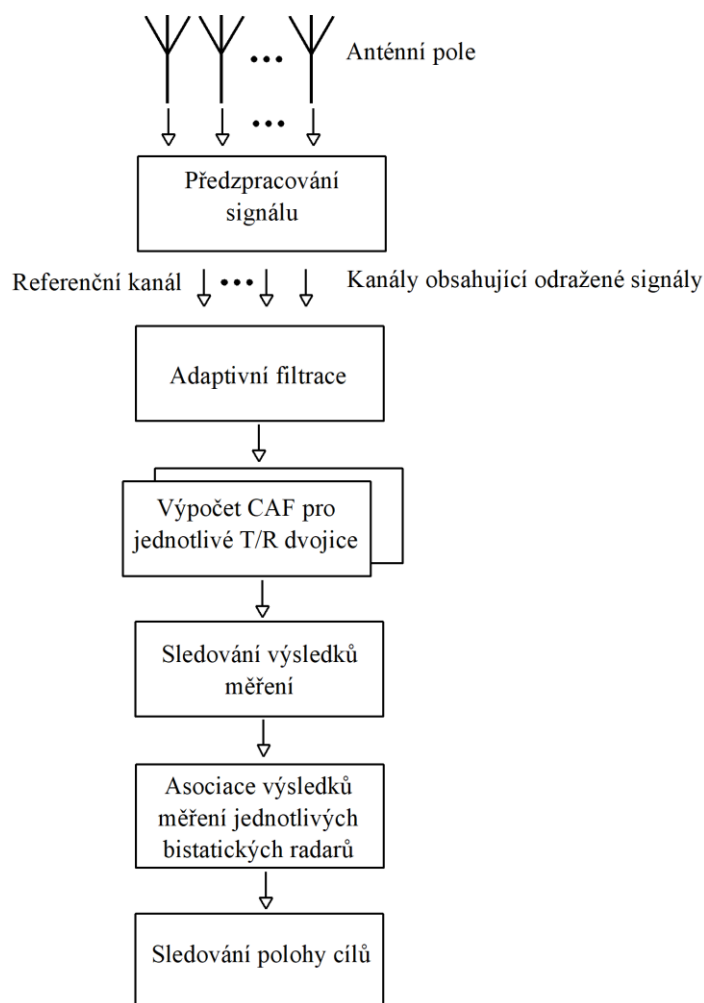 Anténní pole
Předzpracování
signálu
Referenční kanál
Kanály obsahující odražené signály
Adaptivní filtrace
Výpočet CAF pro
jednotlivé T/R dvojice
Sledování výsledků
měření
Asociace výsledků
měření jednotlivých
bistatických radarů
Sledování polohy cílů